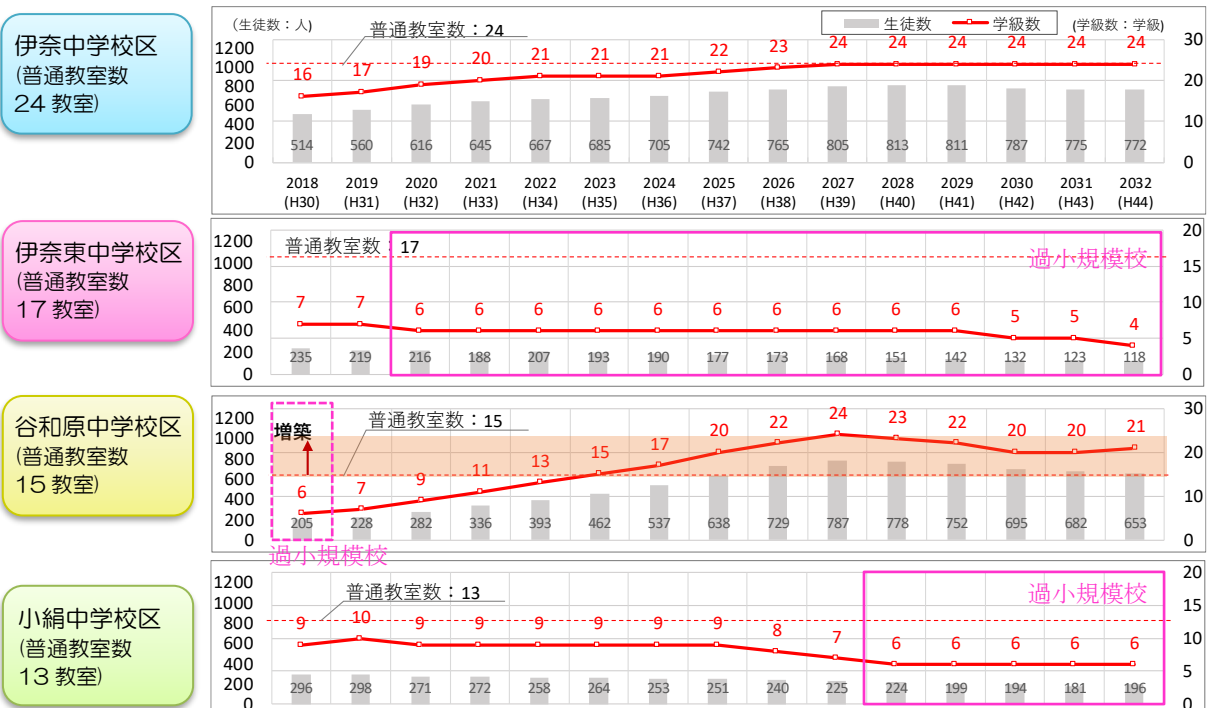 伊奈中学校区
(普通教室数
24 教室)
(生徒数：人)
普通教室数：24
生徒数
学級数
(学級数：学級)
1200
1000
800
600
400
200
0
30
20
10
0
16 17 19 20 21 21 21 22 23 24 24 24 24 24 24
514 560 616 645 667 685 705 742 765 805 813 811 787 775 772
2018 2019 2020 2021 2022 2023 2024 2025 2026 2027 2028 2029 2030 2031 2032
(H30) (H31) (H32) (H33) (H34) (H35) (H36) (H37) (H38) (H39) (H40) (H41) (H42) (H43) (H44)
伊奈東中学校区
(普通教室数
17 教室)
普通教室数：17
過小規模校
1200
1000
800
600
400
200
0
20
15
10
5
0
7 7 6 6 6 6 6 6 6 6 6 6 5 5 4
235 219 216 188 207 193 190 177 173 168 151 142 132 123 118
谷和原中学校区
(普通教室数
15 教室)
増築
普通教室数：15
1200
1000
800
600
400
200
0
30
20
10
0
6 7 9 11 13 15 17 20 22 24 23 22 20 20 21
205 228 282 336 393 462 537 638 729 787 778 752 695 682 653
過小規模校
小絹中学校区
(普通教室数
13 教室)
普通教室数：13
過小規模校
1200
1000
800
600
400
200
0
20
15
10
5
0
9 10 9 9 9 9 9 9 8 7 6 6 6 6 6
296 298 271 272 258 264 253 251 240 225 224 199 194 181 196